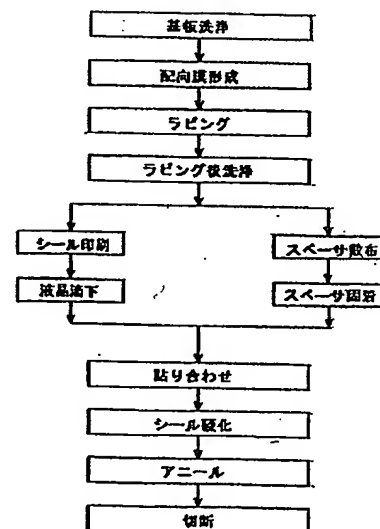 基板洗浄
配向膜形成
ラビング
ラビング後洗浄
シール印刷
スペーサ散布
液晶滴下
スペーサ固着
貼り合わせ
シール硬化
アニール
切断